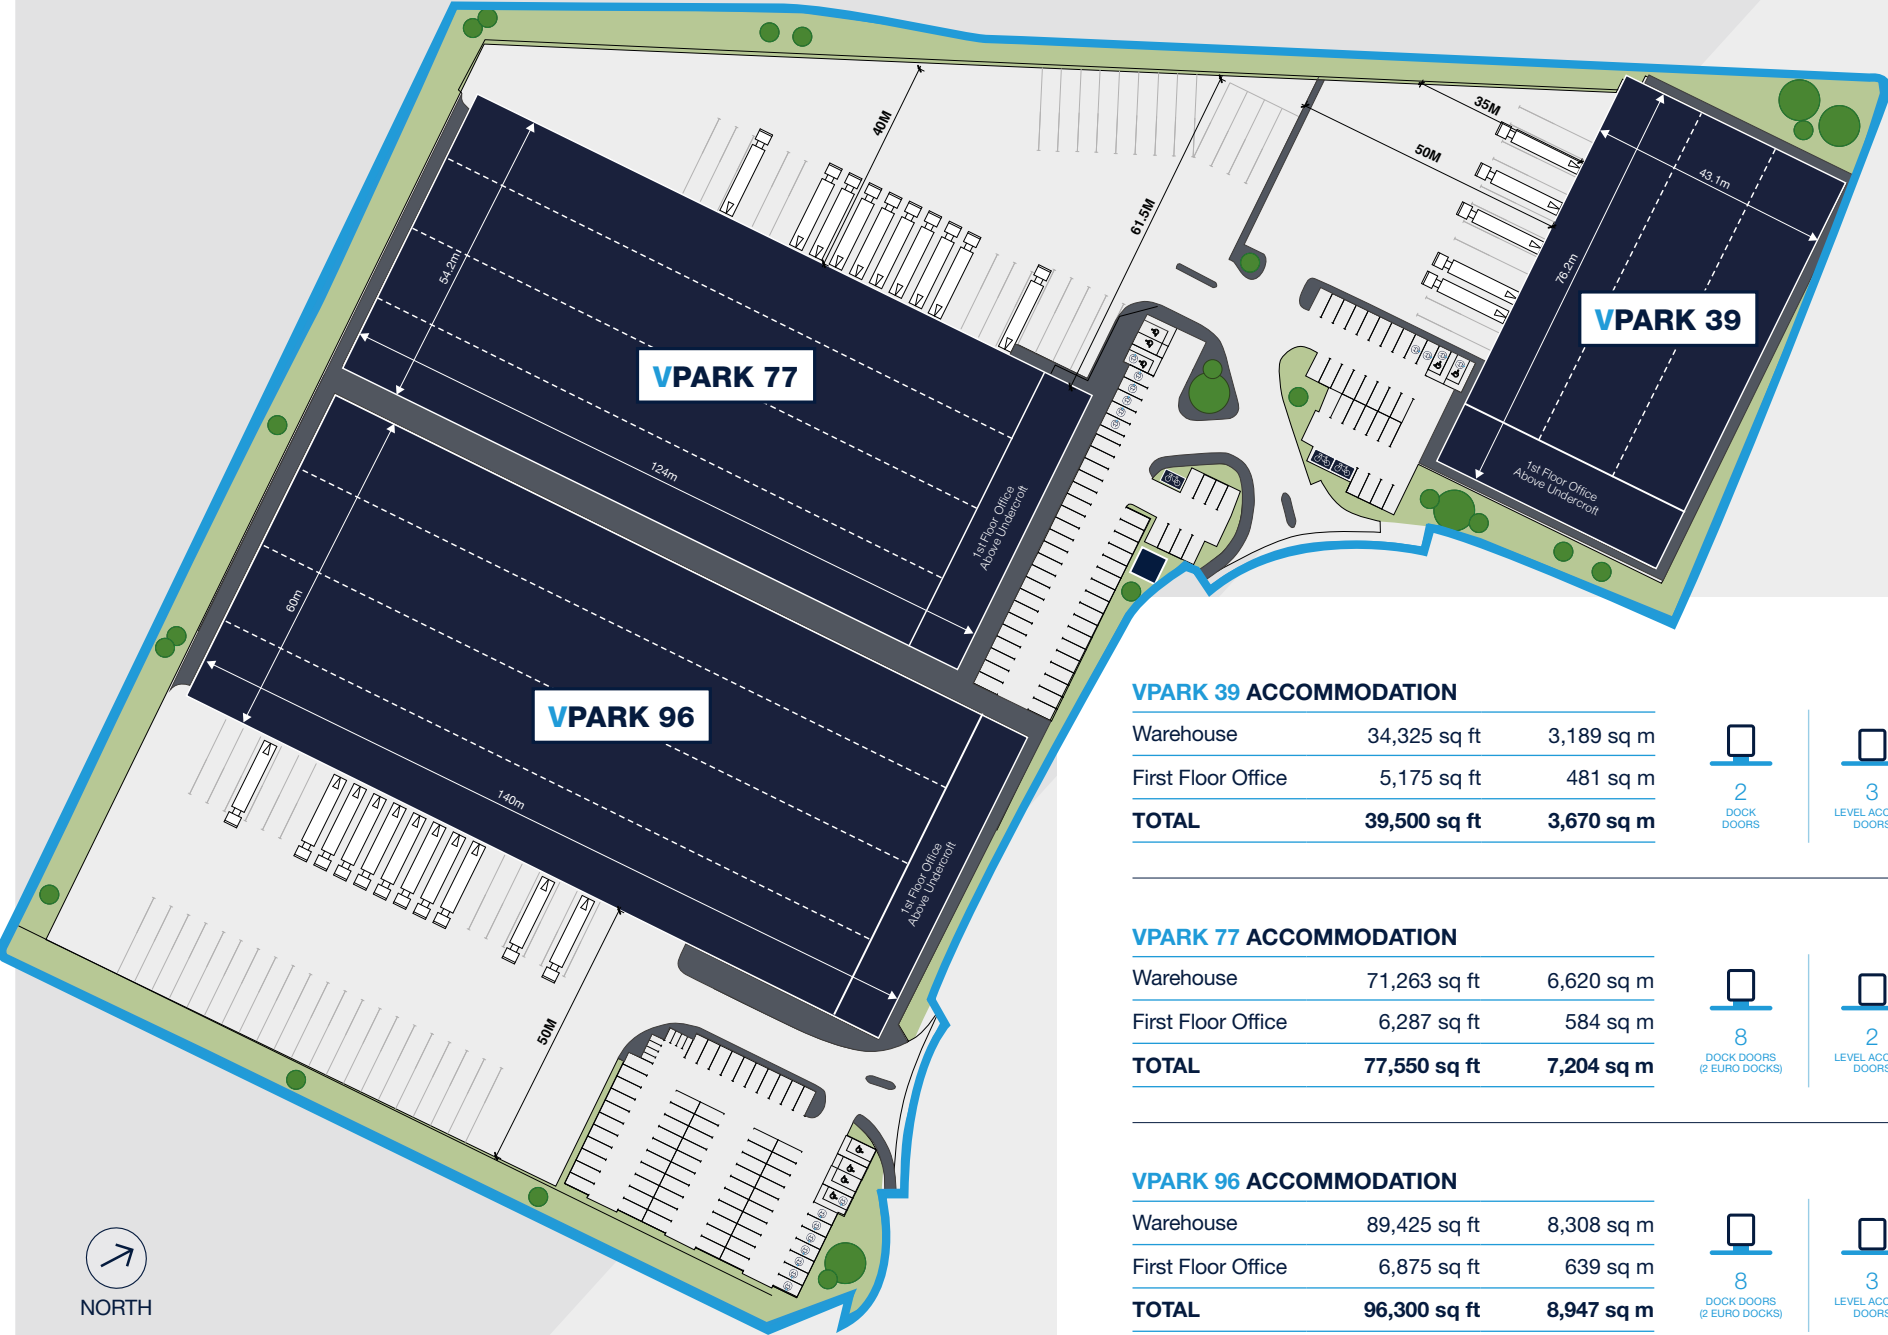 40M
61.5M
35M
50M
43.1m
76.2m
54.2m
VPARK 39
VPARK 77
124m
1st Floor Office
Above Undercroft
1st Floor Office
Above Undercroft
60m
VPARK 96
140m
1st Floor Office
Above Undercroft
50M
NORTH
VPARK 39 ACCOMMODATION
Warehouse 34,325 sq ft 3,189 sq m
First Floor Office 5,175 sq ft 481 sq m
TOTAL 39,500 sq ft 3,670 sq m
2
DOCK
DOORS
3
LEVEL
DOORS
VPARK 77 ACCOMMODATION
Warehouse 71,263 sq ft 6,620 sq m
First Floor Office 6,287 sq ft 584 sq m
TOTAL 77,550 sq ft 7,204 sq m
8
DOCK DOORS
(2 EURO DOCKS)
2
LEVEL
DOORS
VPARK 96 ACCOMMODATION
Warehouse 89,425 sq ft 8,308 sq m
First Floor Office 6,875 sq ft 639 sq m
TOTAL 96,300 sq ft 8,947 sq m
8
DOCK DOORS
(2 EURO DOCKS)
3
LEVEL
DOORS